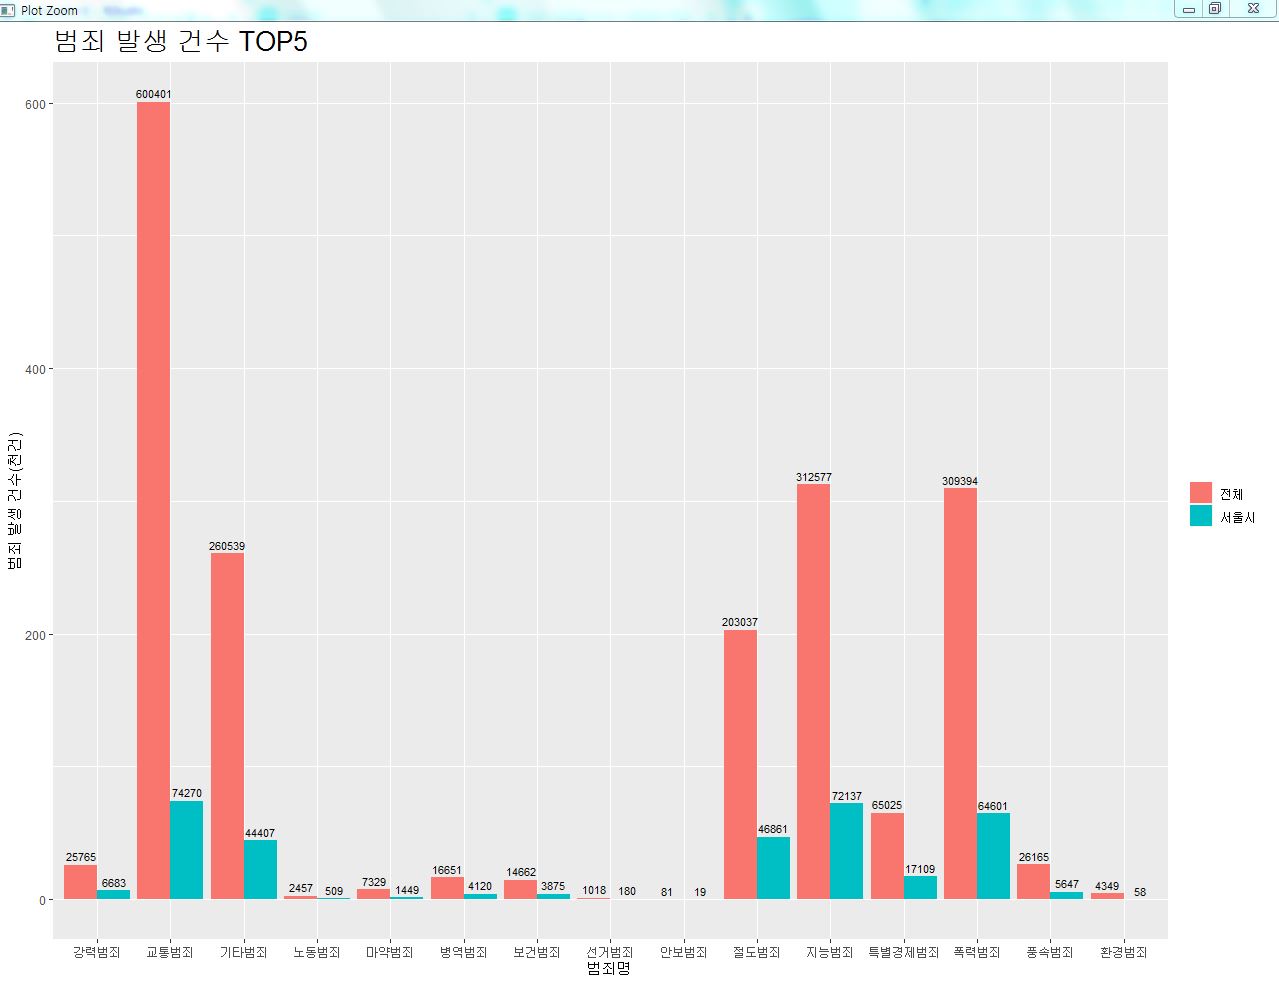 Plot Zoom
범죄 발생 건수 TOP5
범죄 발생 건수(천건)
600
400
200
0
25765 6683
600401 74270
260539 44407
2457 509
7329 1449
16651 4120
14662 3875
1018 180
81 19
203037 46861
312577 72137
65025 17109
309394 64601
26165 5647
4349 58
강력범죄 교통범죄 기타범죄 노동범죄 마약범죄 병역범죄 보건범죄 선거범죄 안보범죄 절도범죄 지능범죄 특별경제범죄 폭력범죄 풍속범죄 환경범죄
범죄명
전체
서울시